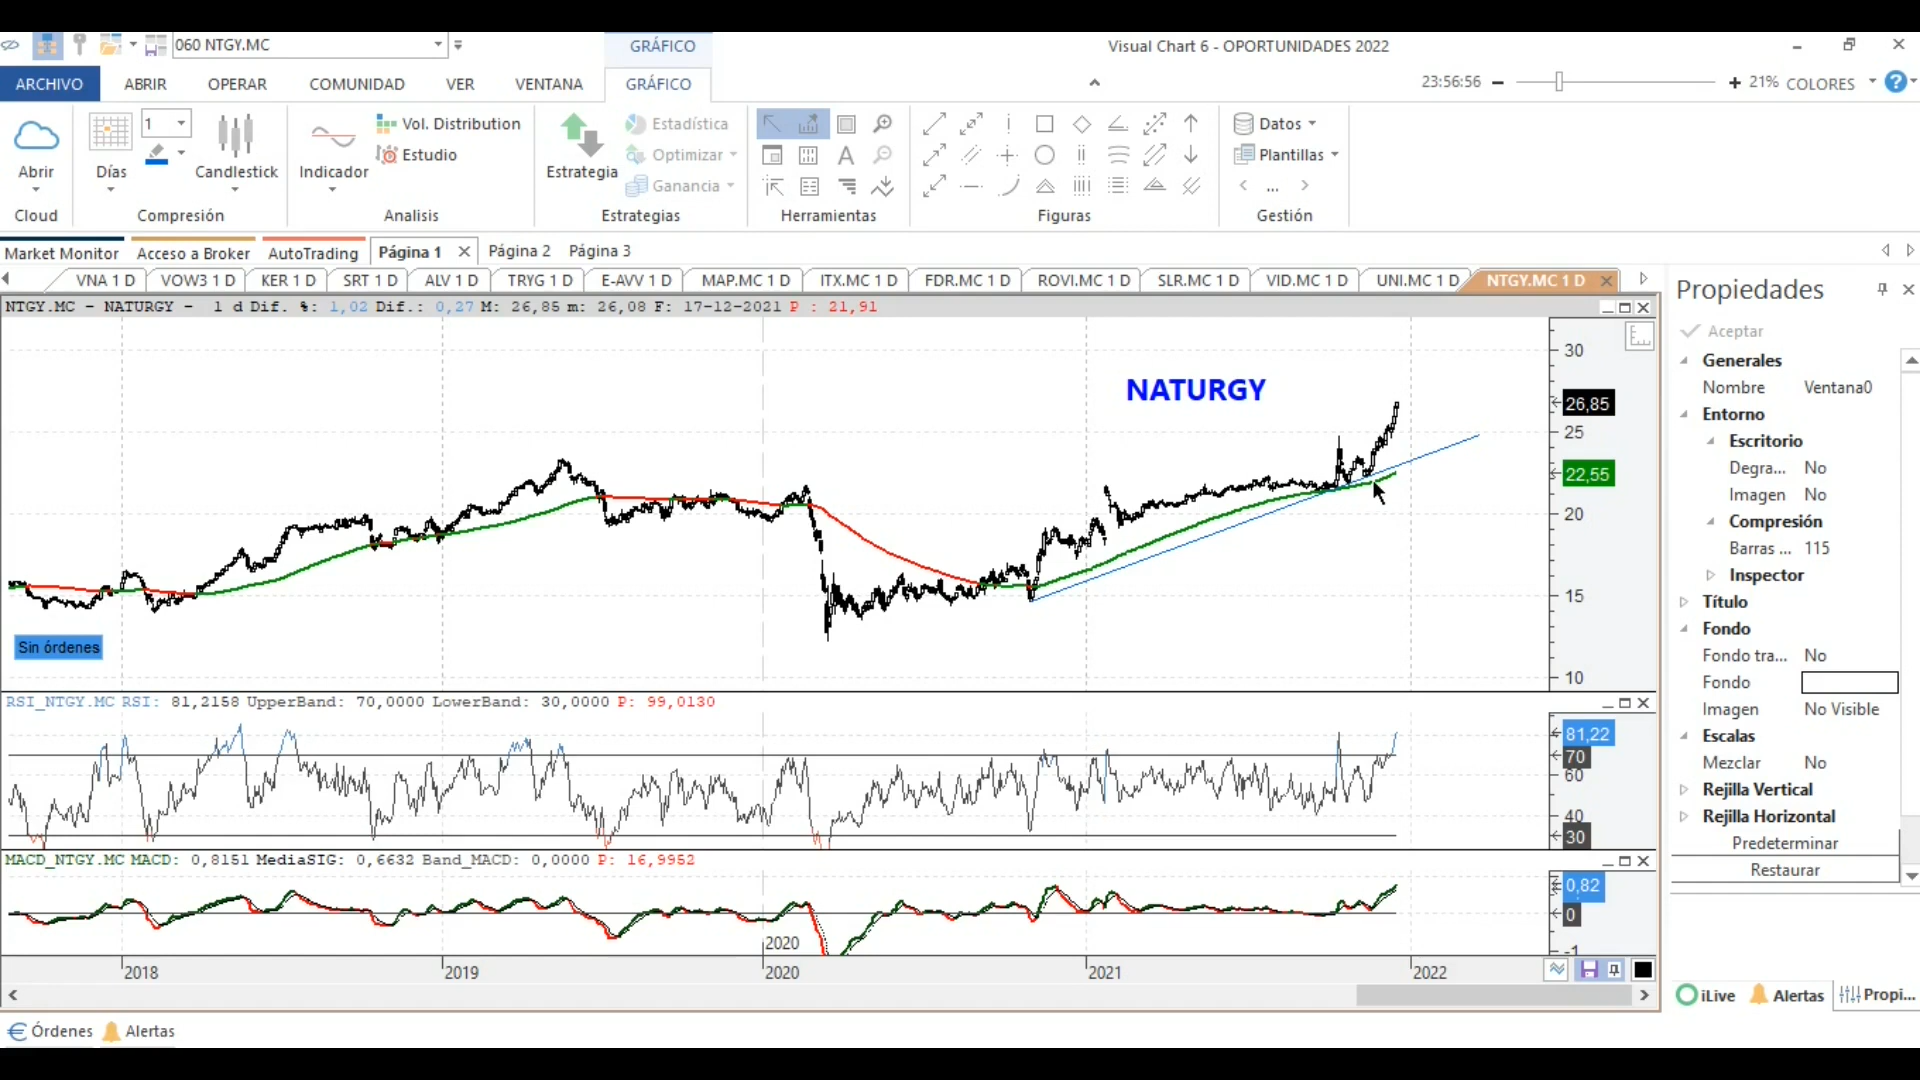 060 NTGY.MC
GRÁFICO
Visual Chart 6 - OPORTUNIDADES 2022
ARCHIVO ABRIR OPERAR COMUNIDAD VER VENTANA GRÁFICO 23:56:56 21% COLORES ?
1 Vol. Distribution Estadística Datos
Estudio Optimizar A Plantillas
Abrir Días Candlestick Indicador Estrategia Ganancia < ... >
Cloud Compresión Analisis Estrategias Herramientas Figuras Gestión
Market Monitor Acceso a Broker AutoTrading Página 1 Página 2 Página 3
VNA 1 D VOW3 1 D KER 1 D SRT 1 D ALV 1 D TRYG 1 D E-AVV 1 D MAP.MC 1 D ITX.MC 1 D FDR.MC 1 D ROVI.MC 1 D SLR.MC 1 D VID.MC 1 D UNI.MC 1 D NTGY.MC 1 D
NTGY.MC - NATURGY - 1 d Dif. %: 1,02 Dif.: 0,27 M: 26,85 m: 26,08 F: 17-12-2021 P : 21,91
NATURGY
30
26,85
25
22,55
20
15
10
Sin órdenes
RSI_NTGY.MC RSI: 81,2158 UpperBand: 70,0000 LowerBand: 30,0000 P: 99,0130
81,22
70
60
40
30
MACD_NTGY.MC MACD: 0,8151 MediaSIG: 0,6632 Band_MACD: 0,0000 P: 16,9952
0,82
0
-1
2020
2018 2019 2020 2021 2022
Propiedades
Aceptar
Generales
Nombre Ventana0
Entorno
Escritorio
Degra... No
Imagen No
Compresión
Barras ... 115
Inspector
Título
Fondo
Fondo tra... No
Fondo
Imagen No Visible
Escalas
Mezclar No
Rejilla Vertical
Rejilla Horizontal
Predeterminar
Restaurar
iLive Alertas Propi...
Órdenes Alertas